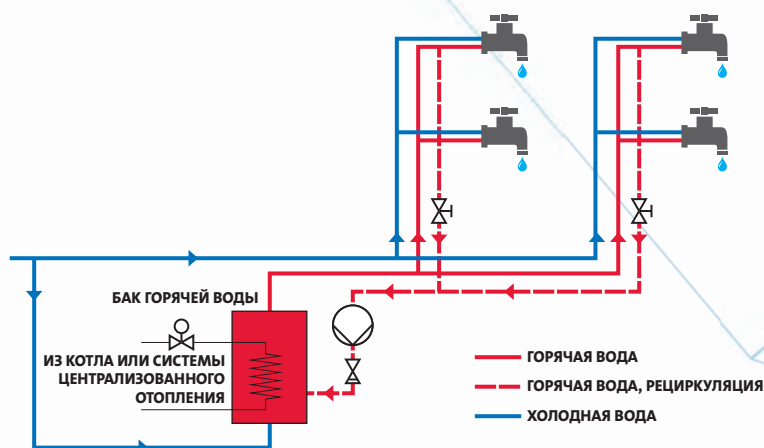 БАК ГОРЯЧЕЙ ВОДЫ
ИЗ КОТЛА ИЛИ СИСТЕМЫ
ЦЕНТРАЛИЗОВАННОГО
ОТОПЛЕНИЯ
ГОРЯЧАЯ ВОДА
ГОРЯЧАЯ ВОДА, РЕЦИРКУЛЯЦИЯ
ХОЛОДНАЯ ВОДА